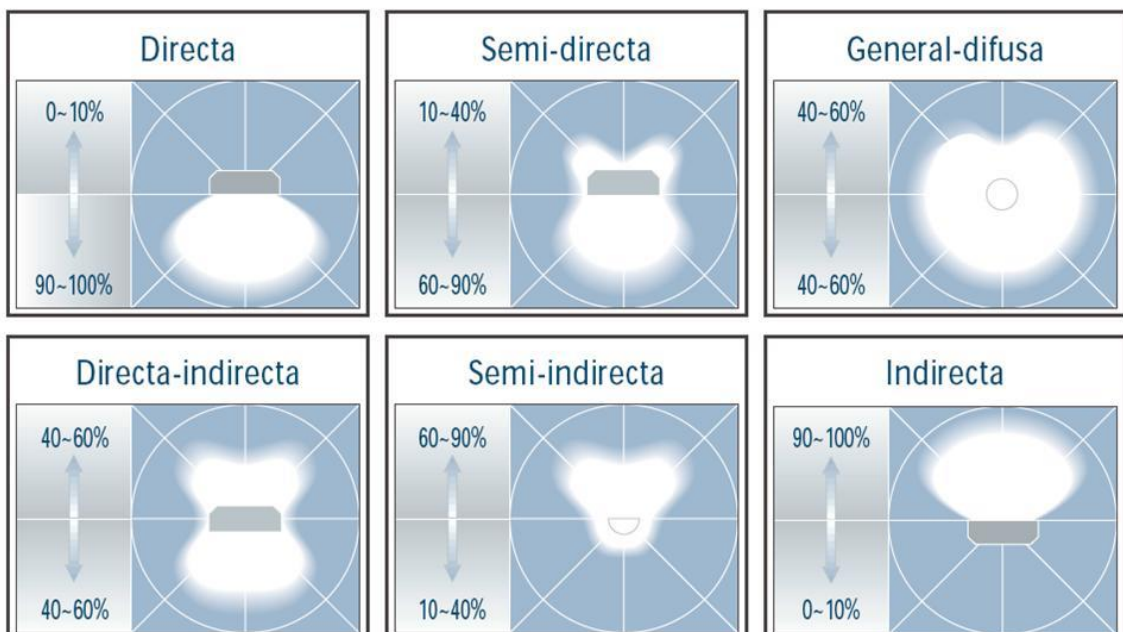 Directa
0~10%
90~100%
Semi-directa
10~40%
60~90%
General-difusa
40~60%
40~60%
Directa-indirecta
40~60%
40~60%
Semi-indirecta
60~90%
10~40%
Indirecta
90~100%
0~10%